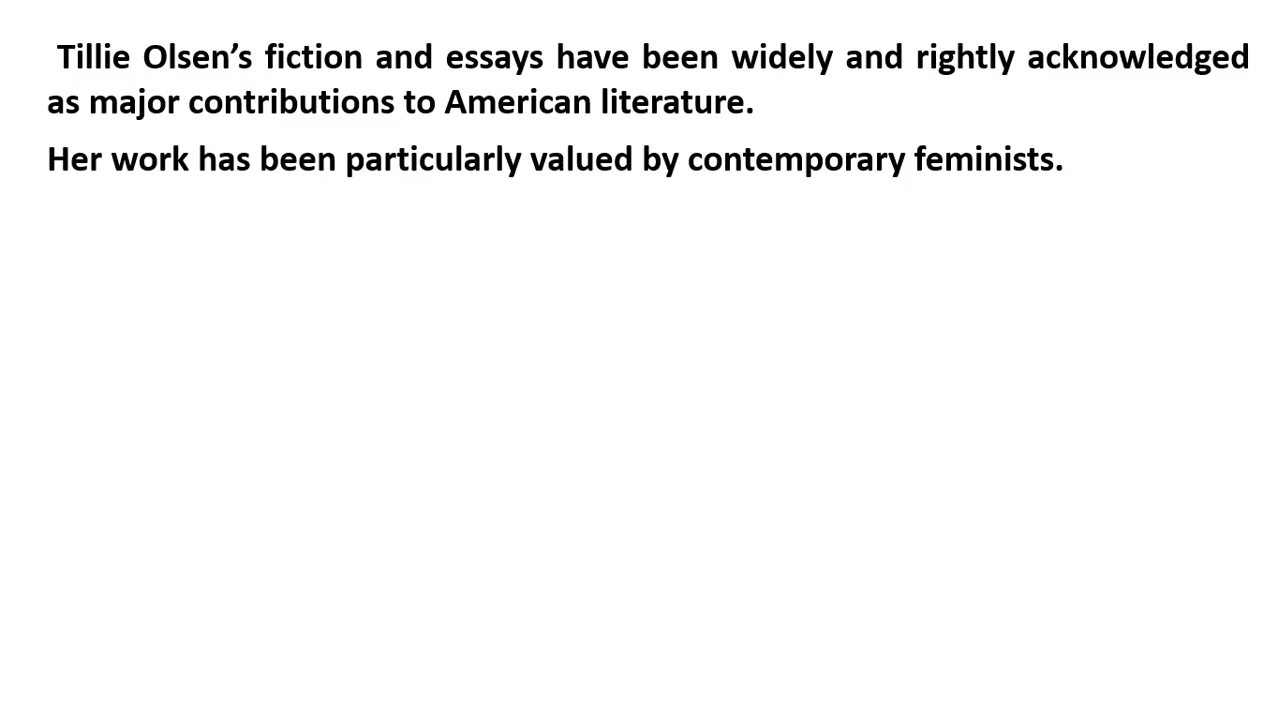 Tillie Olsen’s fiction and essays have been widely and rightly acknowledged
as major contributions to American literature.
Her work has been particularly valued by contemporary feminists.